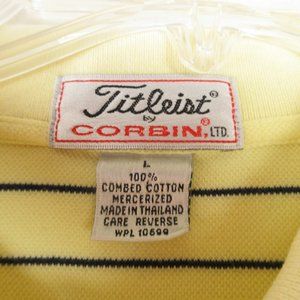 Titleist
by
CORBIN, LTD.
L
100%
COMBED COTTON
MERCERIZED
MADE IN THAILAND
CARE REVERSE
WPL 10699